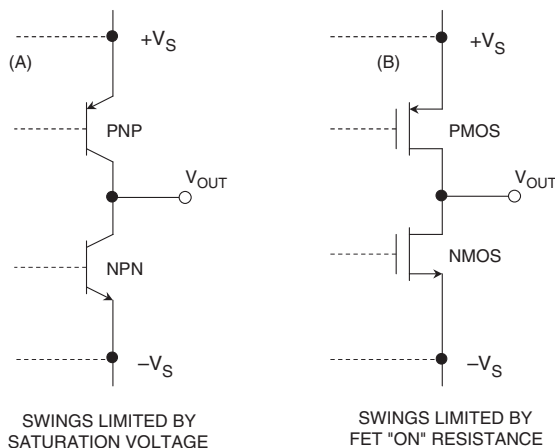 +VS
(A)
PNP
VOUT
NPN
–VS
SWINGS LIMITED BY
SATURATION VOLTAGE
+VS
(B)
PMOS
VOUT
NMOS
–VS
SWINGS LIMITED BY
FET "ON" RESISTANCE